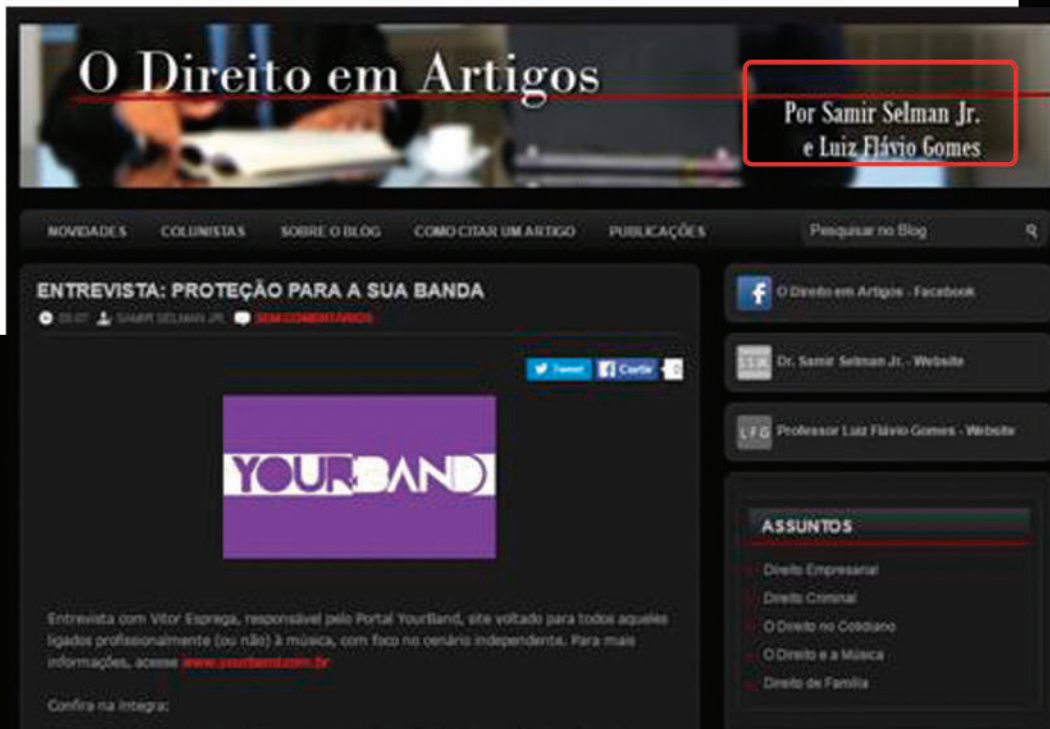 O Direito em Artigos
Por Samir Selman Jr.
e Luiz Flávio Gomes
NOVIDADES COLUNISTAS SOBRE O BLOG COMO CITAR UM ARTIGO PUBLICAÇÕES Pesquisar no Blog
ENTREVISTA: PROTEÇÃO PARA A SUA BANDA
SAMIR SELMAN JR. SEM COMENTÁRIOS
Tweet Curtir 0
YOURBAND
Entrevista com Vitor Esprega, responsável pelo Portal YourBand, site voltado para todos aqueles
ligados profissionalmente (ou não) à música, com foco no cenário independente. Para mais
informações, acesse www.yourband.com.br
Confira na íntegra:
f O Direito em Artigos - Facebook
Dr. Samir Selman Jr. - Website
LFG Professor Luiz Flávio Gomes - Website
ASSUNTOS
Direito Empresarial
Direito Criminal
O Direito no Cotidiano
O Direito e a Música
Direito de Família